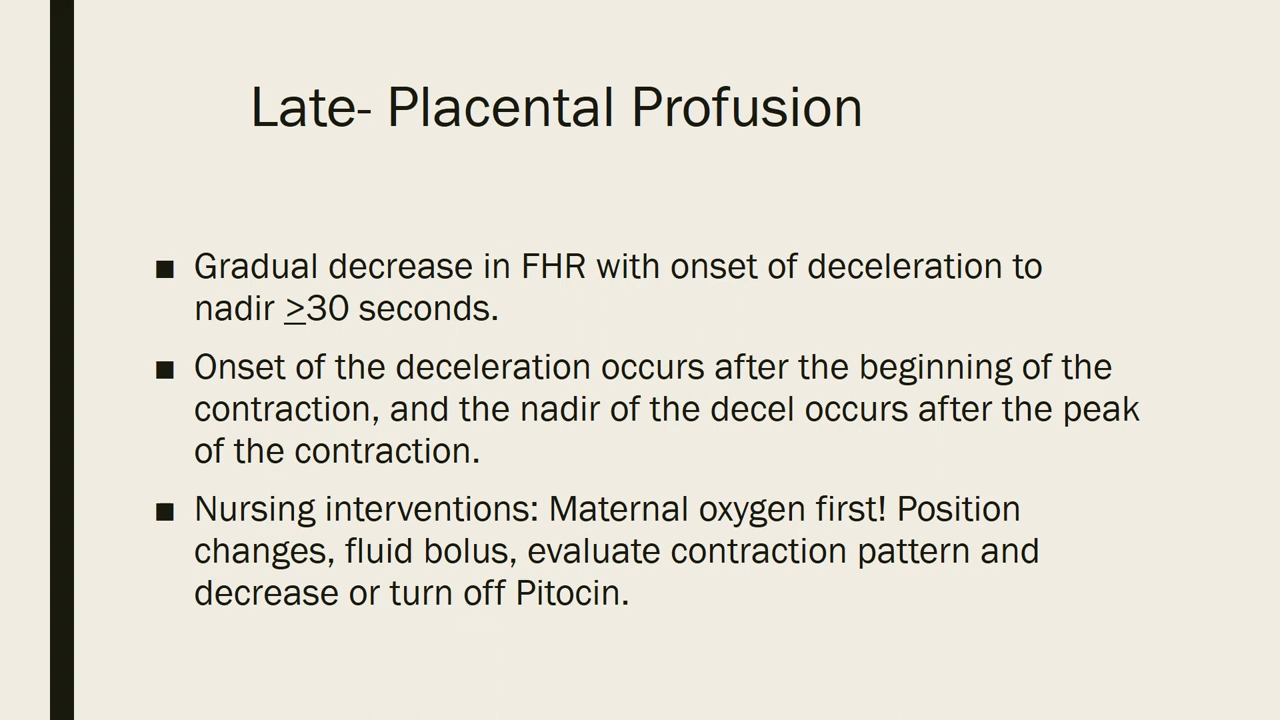 Late- Placental Profusion
■ Gradual decrease in FHR with onset of deceleration to
nadir >30 seconds.
■ Onset of the deceleration occurs after the beginning of the
contraction, and the nadir of the decel occurs after the peak
of the contraction.
■ Nursing interventions: Maternal oxygen first! Position
changes, fluid bolus, evaluate contraction pattern and
decrease or turn off Pitocin.